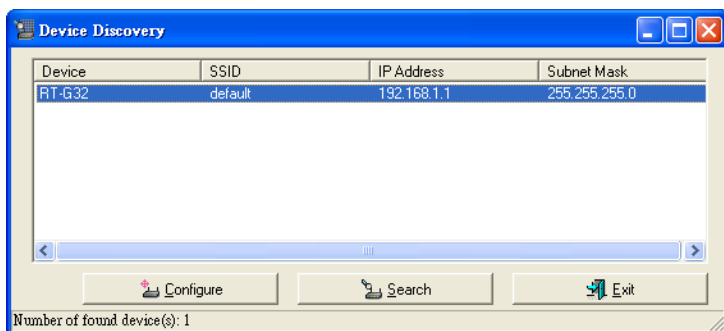 Device Discovery
Device SSID IP Address Subnet Mask
RT-G32 default 192.168.1.1 255.255.255.0
Configure Search Exit
Number of found device(s): 1